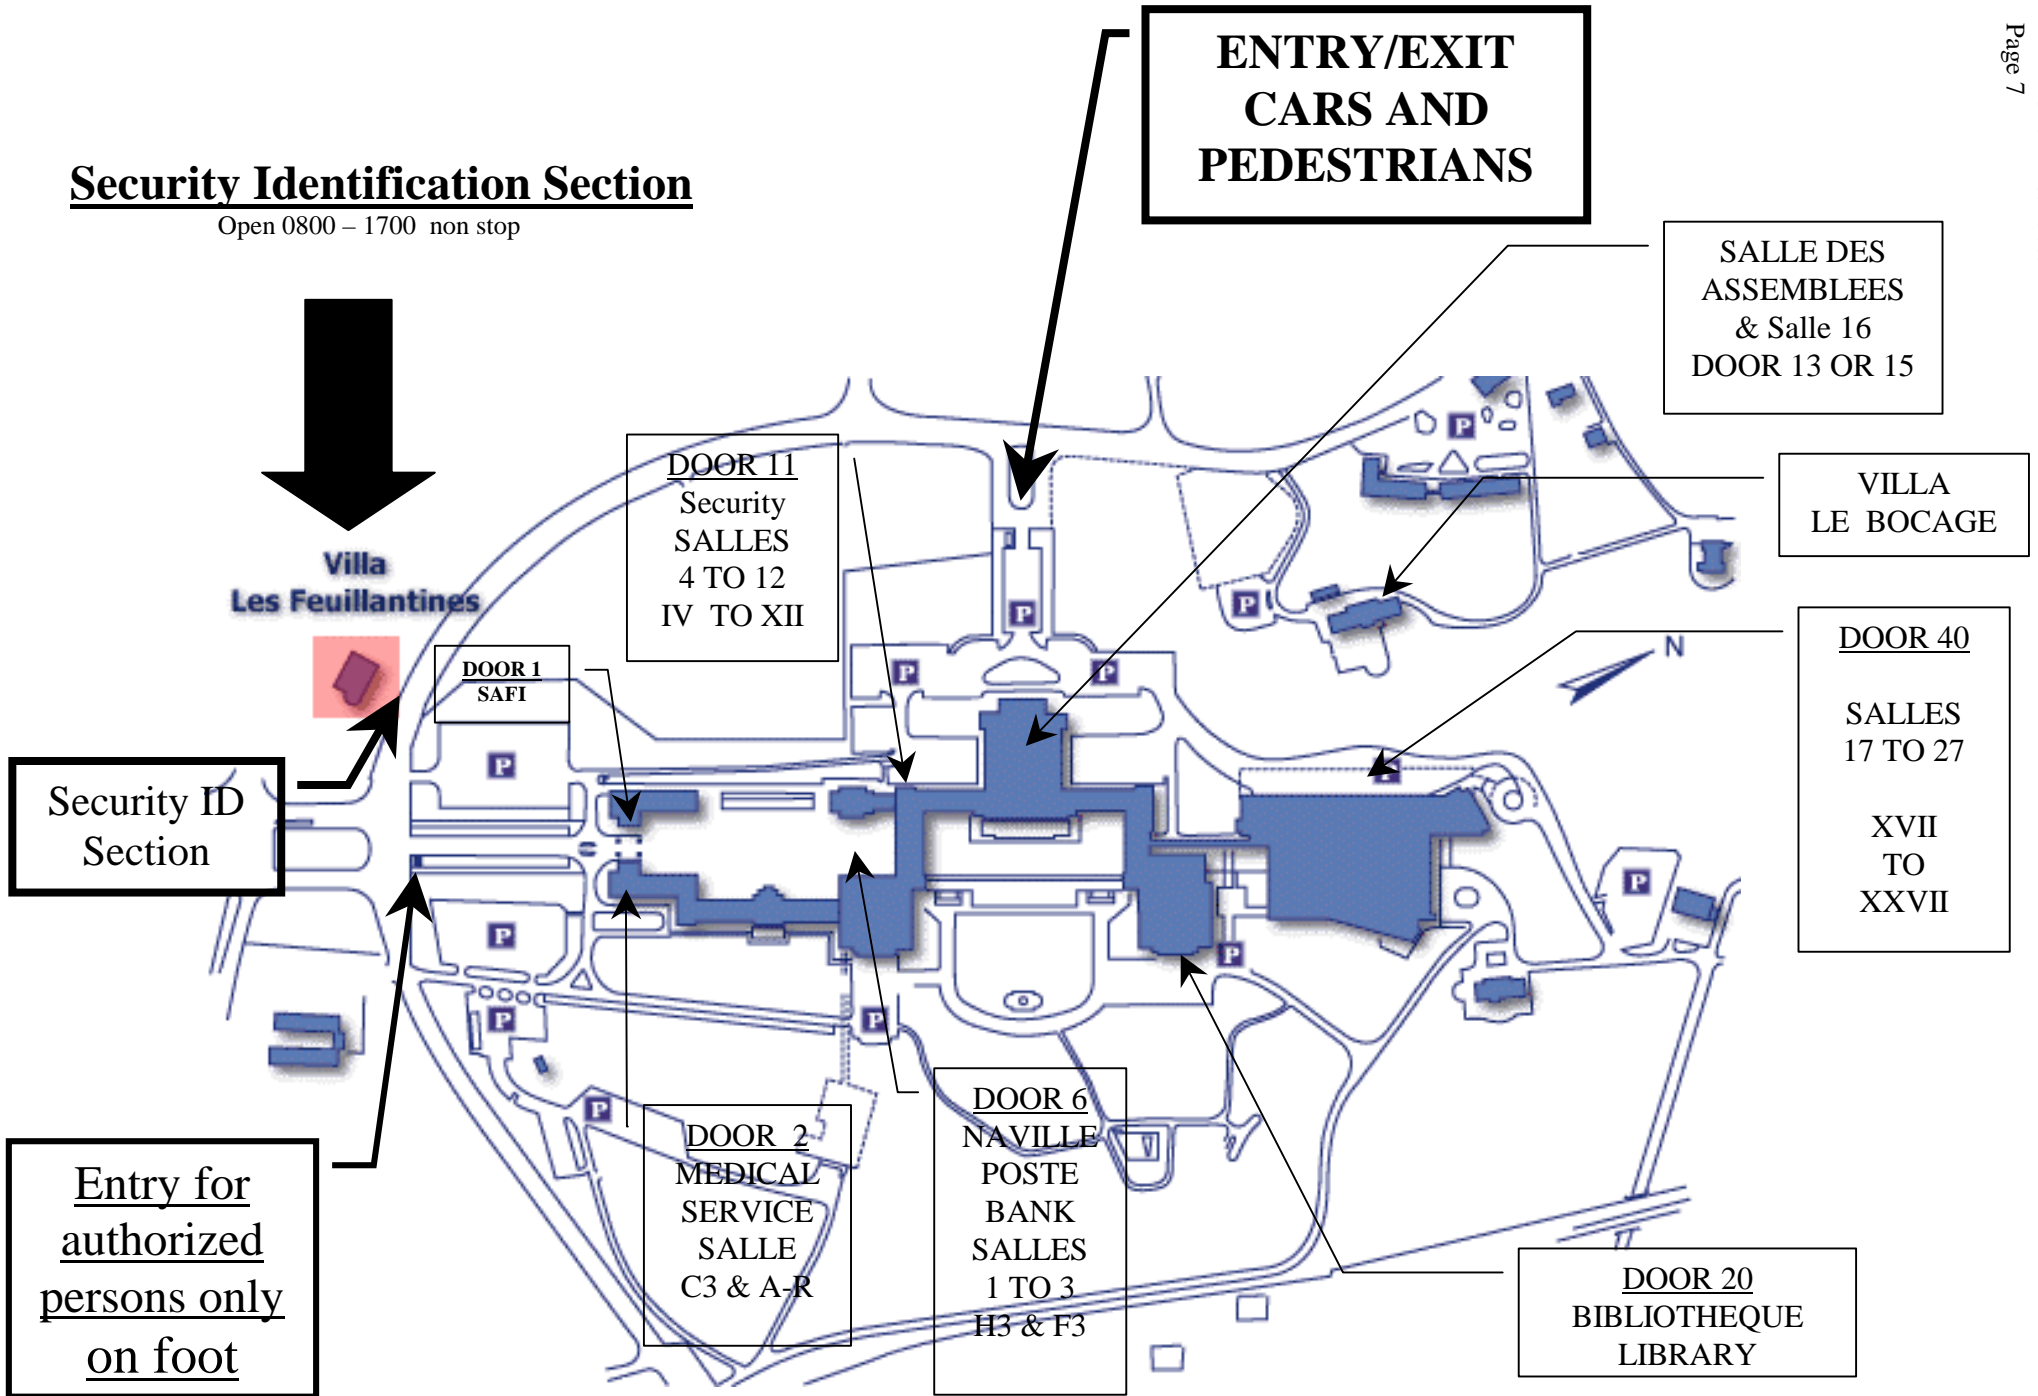 Page 7
ENTRY/EXIT
CARS AND
PEDESTRIANS
Security Identification Section
Open 0800 – 1700 non stop
SALLE DES
ASSEMBLEES
& Salle 16
DOOR 13 OR 15
DOOR 11
Security
SALLES
4 TO 12
IV TO XII
VILLA
LE BOCAGE
Villa
Les Feuillantines
DOOR 1
SAFI
DOOR 40
SALLES
17 TO 27
XVII
TO
XXVII
N
P
P
P
P
P
P
P
P
P
P
P
P
P
Security ID
Section
Entry for
authorized
persons only
on foot
DOOR 2
MEDICAL
SERVICE
SALLE
C3 & A-R
DOOR 6
NAVILLE
POSTE
BANK
SALLES
1 TO 3
H3 & F3
DOOR 20
BIBLIOTHEQUE
LIBRARY